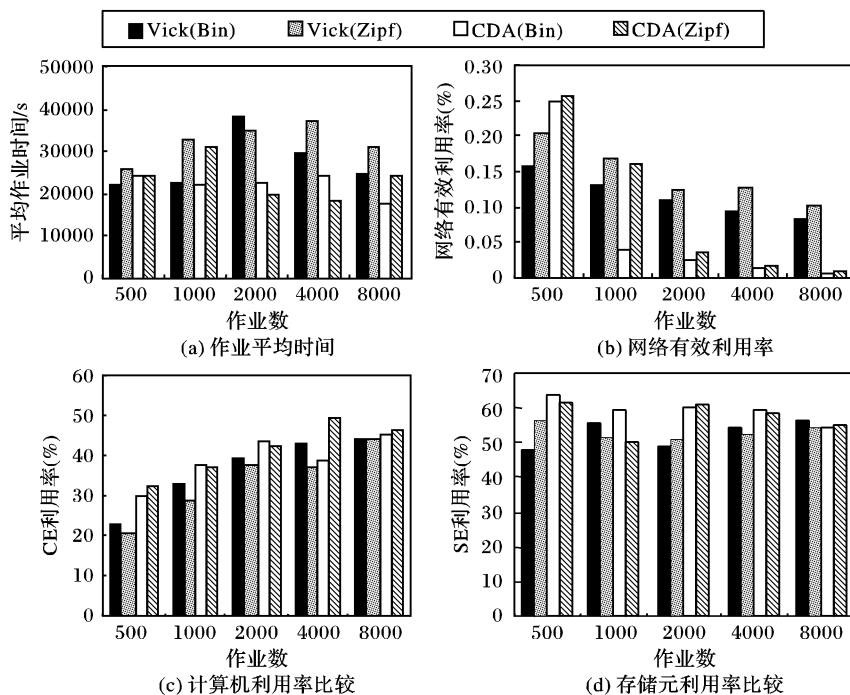 Vick(Bin) Vick(Zipf) CDA(Bin) CDA(Zipf)
平均作业时间/s
50000
40000
30000
20000
10000
0
500 1000 2000 4000 8000
作业数
(a) 作业平均时间
网络有效利用率(%)
0.30
0.25
0.20
0.15
0.10
0.05
0
500 1000 2000 4000 8000
作业数
(b) 网络有效利用率
CE利用率(%)
60
50
40
30
20
10
0
500 1000 2000 4000 8000
作业数
(c) 计算机利用率比较
SE利用率(%)
70
60
50
40
30
20
10
0
500 1000 2000 4000 8000
作业数
(d) 存储元利用率比较